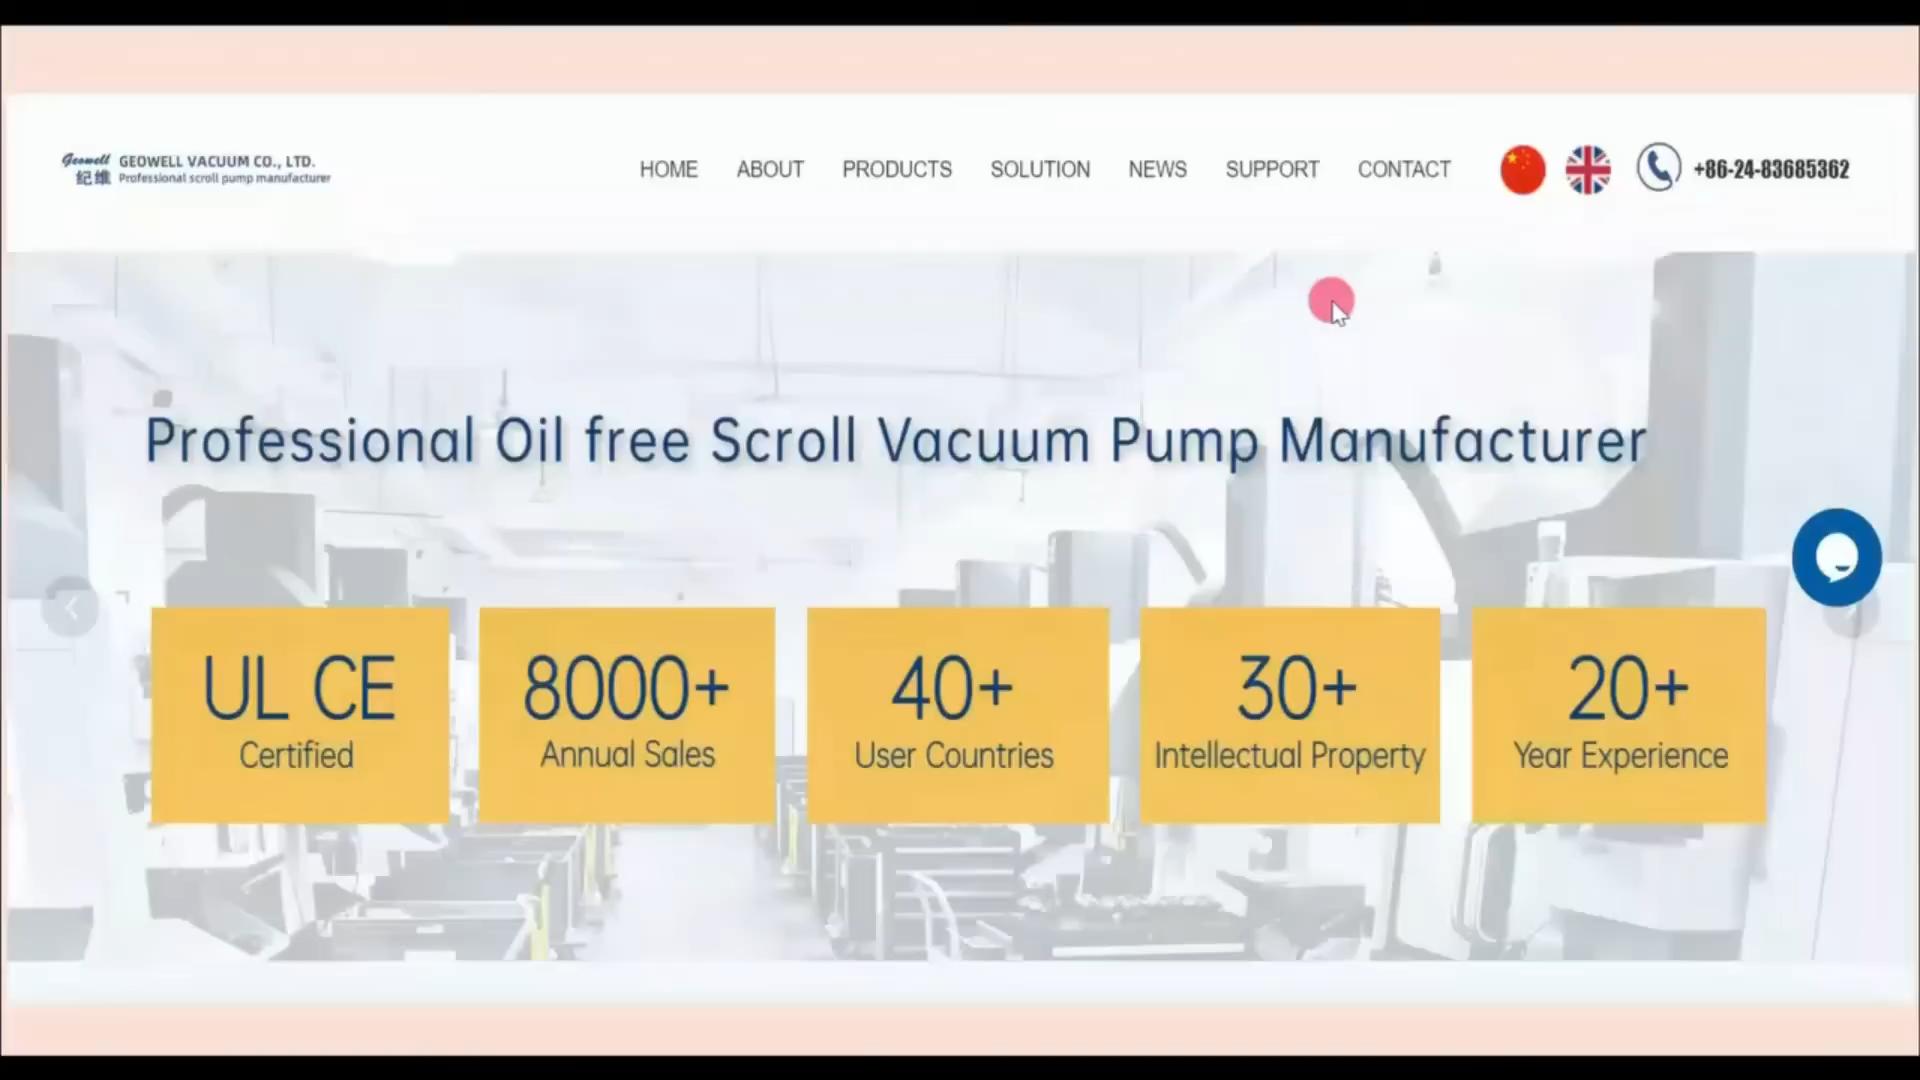 Geowell
纪维
GEOWELL VACUUM CO., LTD.
Professional scroll pump manufacturer
HOME
ABOUT
PRODUCTS
SOLUTION
NEWS
SUPPORT
CONTACT
+86-24-83685362
Professional Oil free Scroll Vacuum Pump Manufacturer
UL CE
Certified
8000+
Annual Sales
40+
User Countries
30+
Intellectual Property
20+
Year Experience